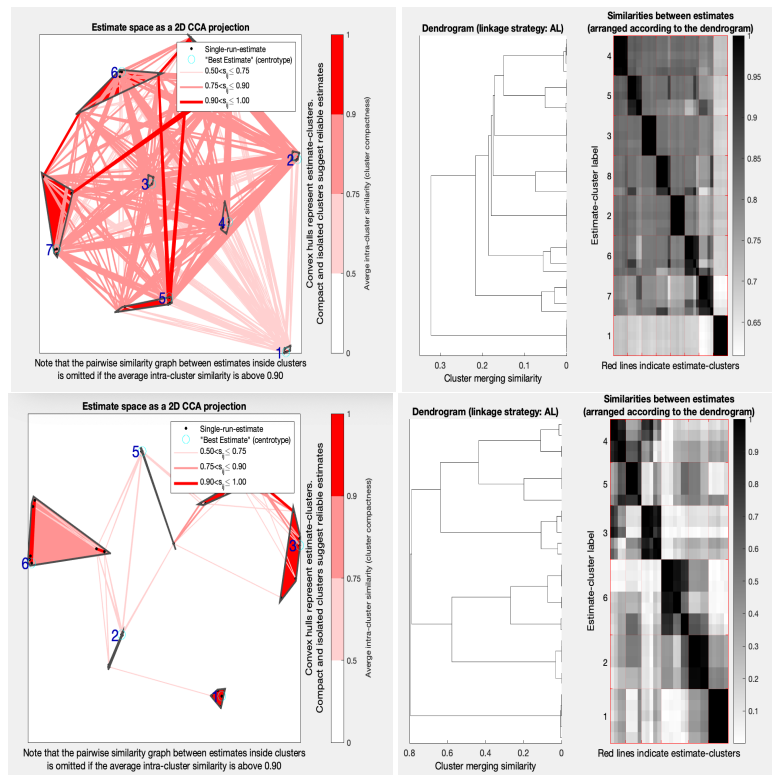 Estimate space as a 2D CCA projection
Single-run-estimate
"Best Estimate" (centrotype)
0.50<s_ij ≤ 0.75
0.75<s_ij ≤ 0.90
0.90<s_ij ≤ 1.00
6
2
3
4
7
5
1
Note that the pairwise similarity graph between estimates inside clusters
is omitted if the average intra-cluster similarity is above 0.90
1
0.9
0.75
0.5
0
Convex hulls represent estimate-clusters.
Compact and isolated clusters suggest reliable estimates
Averge intra-cluster similarity (cluster compactness)
Dendrogram (linkage strategy: AL)
0.3
0.2
0.1
0
Cluster merging similarity
Similarities between estimates
(arranged according to the dendrogram)
Estimate-cluster label
4
5
3
8
2
6
7
1
Red lines indicate estimate-clusters
0.95
0.9
0.85
0.8
0.75
0.7
0.65
Estimate space as a 2D CCA projection
Single-run-estimate
"Best Estimate" (centrotype)
0.50<s_ij ≤ 0.75
0.75<s_ij ≤ 0.90
0.90<s_ij ≤ 1.00
5
6
3
2
Note that the pairwise similarity graph between estimates inside clusters
is omitted if the average intra-cluster similarity is above 0.90
1
0.9
0.75
0.5
0
Convex hulls represent estimate-clusters.
Compact and isolated clusters suggest reliable estimates
Averge intra-cluster similarity (cluster compactness)
Dendrogram (linkage strategy: AL)
0.8
0.6
0.4
0.2
0
Cluster merging similarity
Similarities between estimates
(arranged according to the dendrogram)
Estimate-cluster label
4
5
3
6
2
1
Red lines indicate estimate-clusters
0.9
0.8
0.7
0.6
0.5
0.4
0.3
0.2
0.1